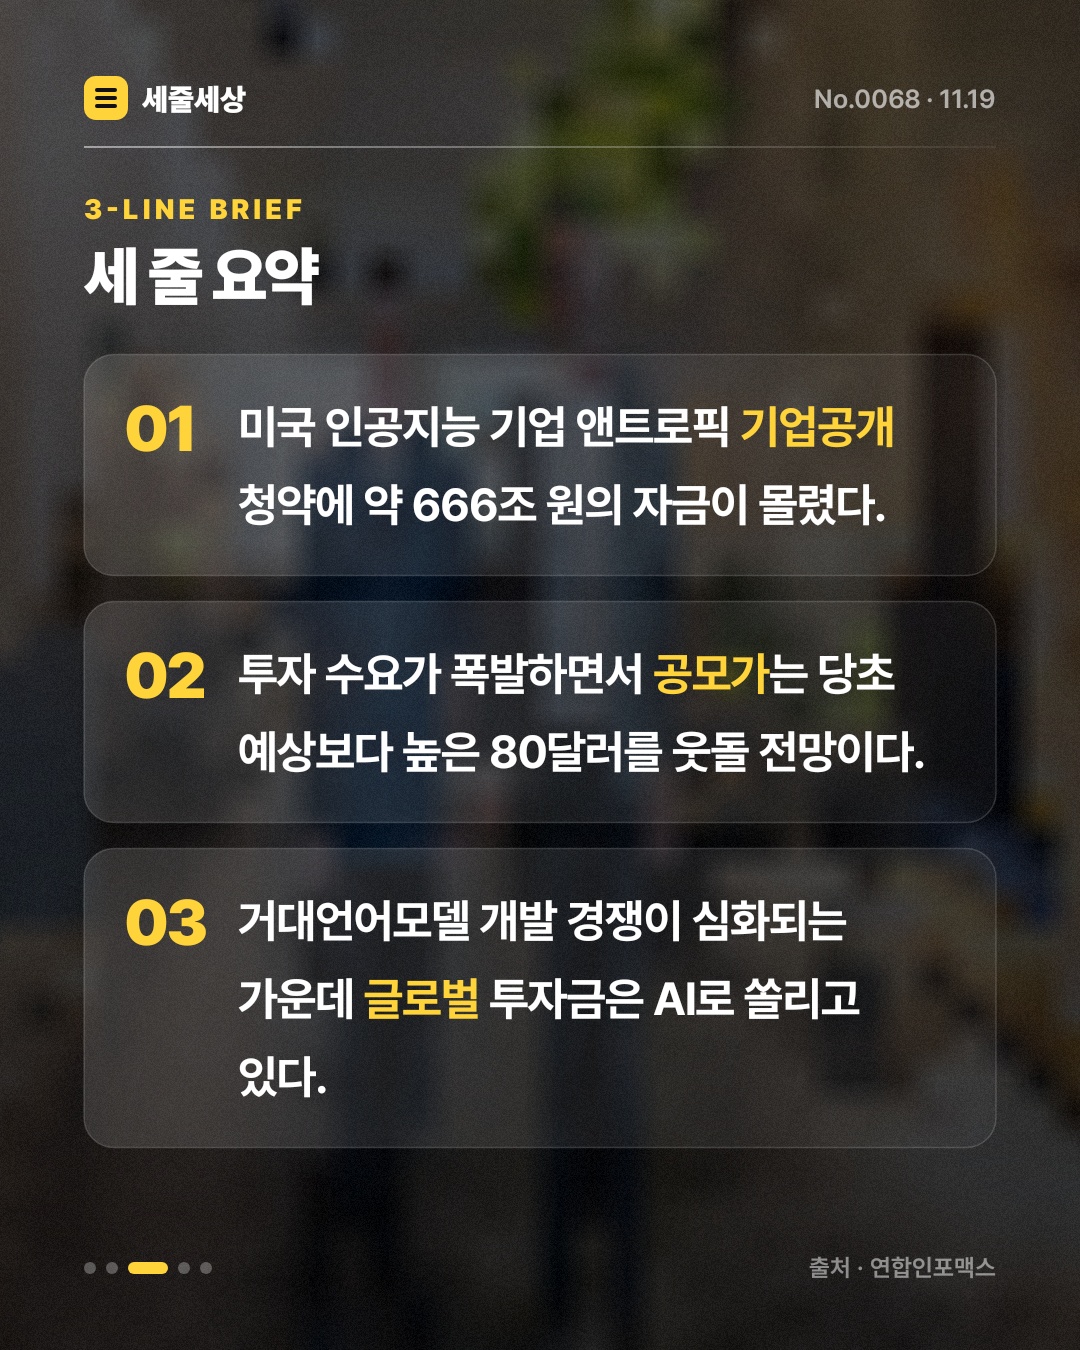 세줄세상
No.0068 · 11.19
3-LINE BRIEF
세 줄 요약
01 미국 인공지능 기업 앤트로픽 기업공개
청약에 약 666조 원의 자금이 몰렸다.
02 투자 수요가 폭발하면서 공모가는 당초
예상보다 높은 80달러를 웃돌 전망이다.
03 거대언어모델 개발 경쟁이 심화되는
가운데 글로벌 투자금은 AI로 쏠리고
있다.
출처 · 연합인포맥스